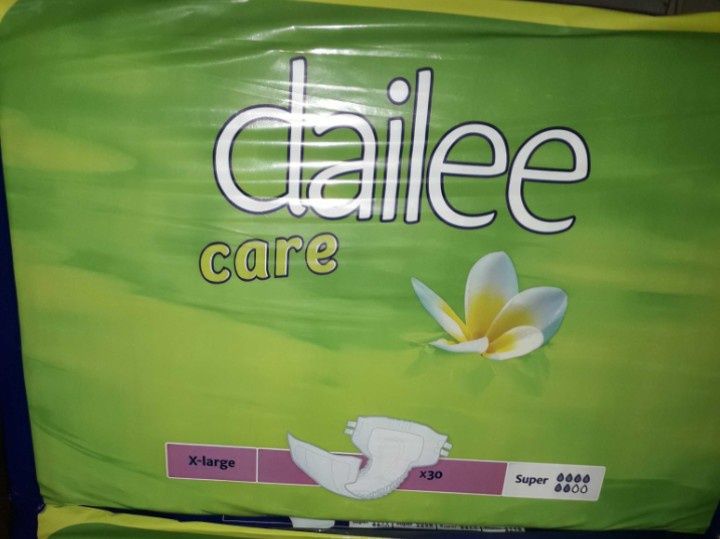 dailee
care
X-large x30 Super